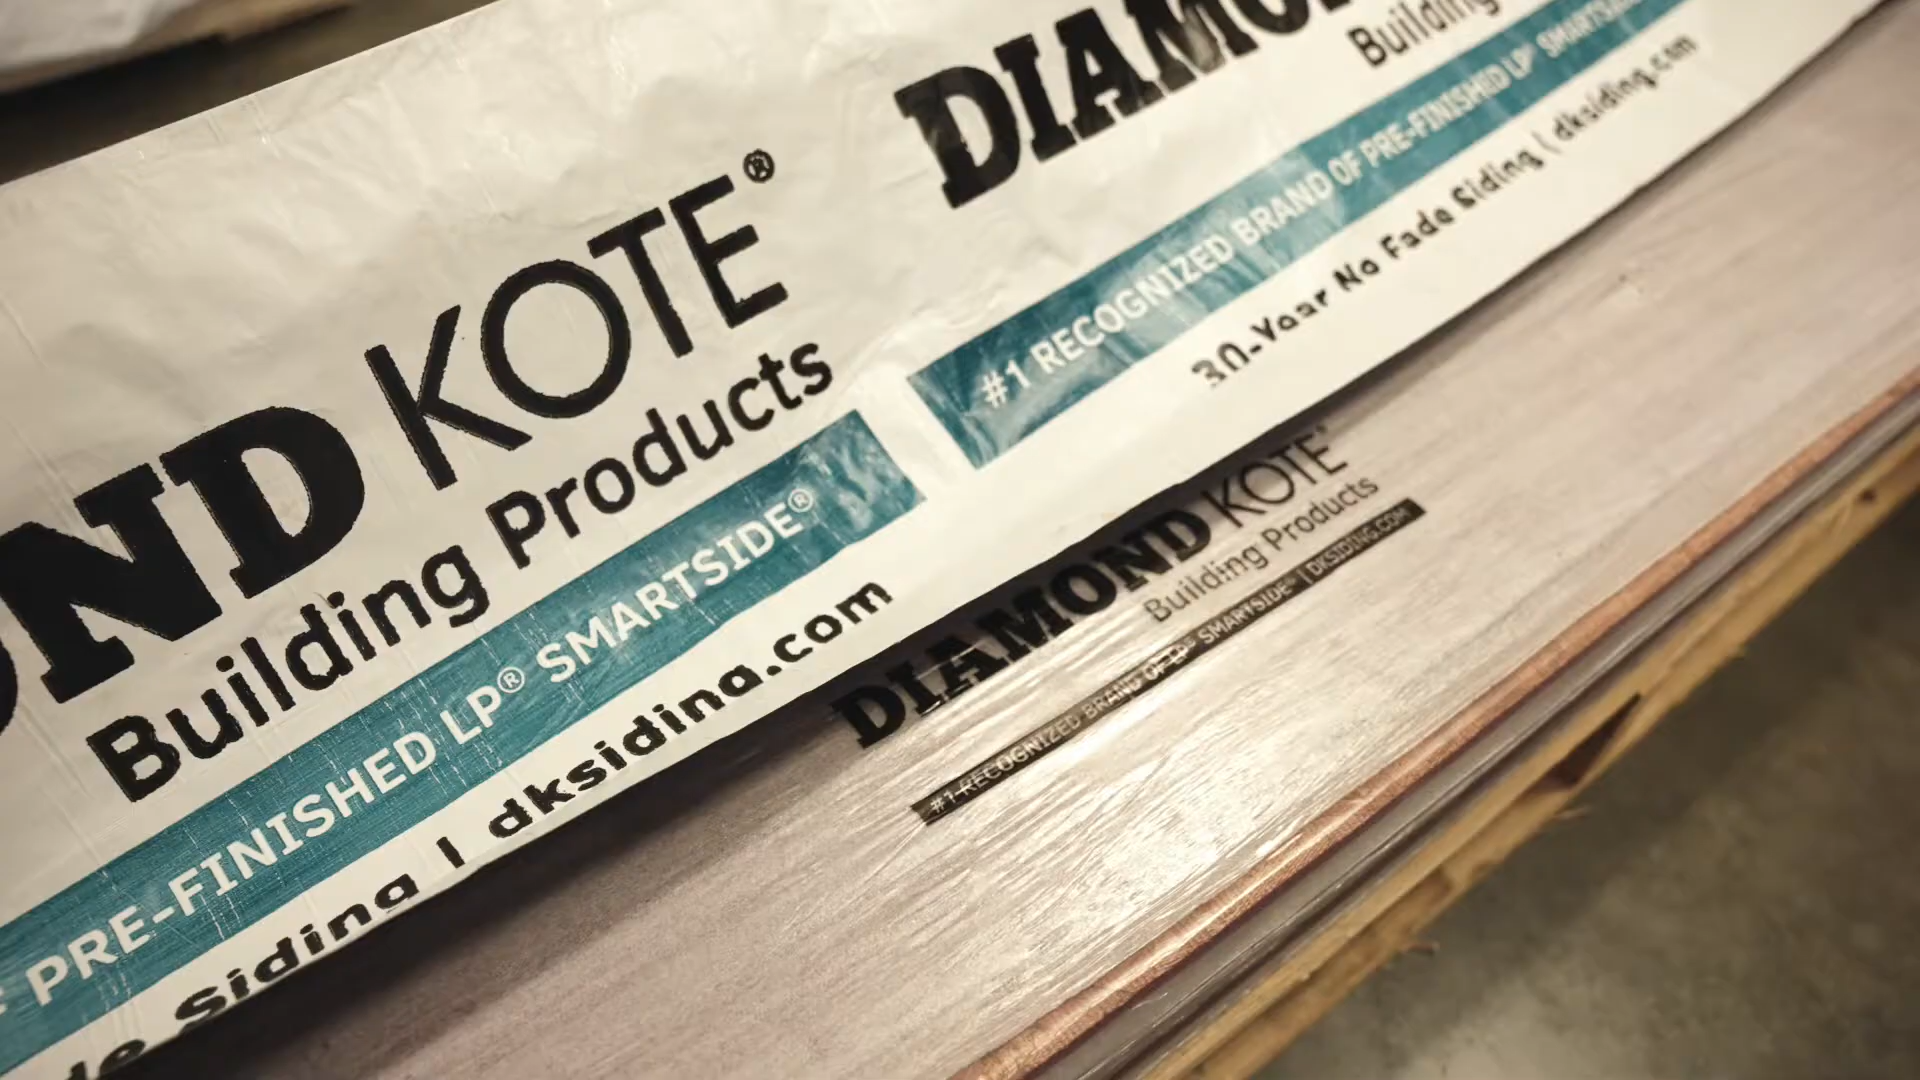 ND KOTE®
Building Products
PRE-FINISHED LP® SMARTSIDE®
Siding | dksiding.com
DIAMON
Building
#1 RECOGNIZED BRAND OF PRE-FINISHED LP® SMARTSIDE
30-Year No Fade Siding | dksiding.com
DIAMOND KOTE®
Building Products
#1 RECOGNIZED BRAND OF LP® SMARTSIDE® | DKSIDING.COM